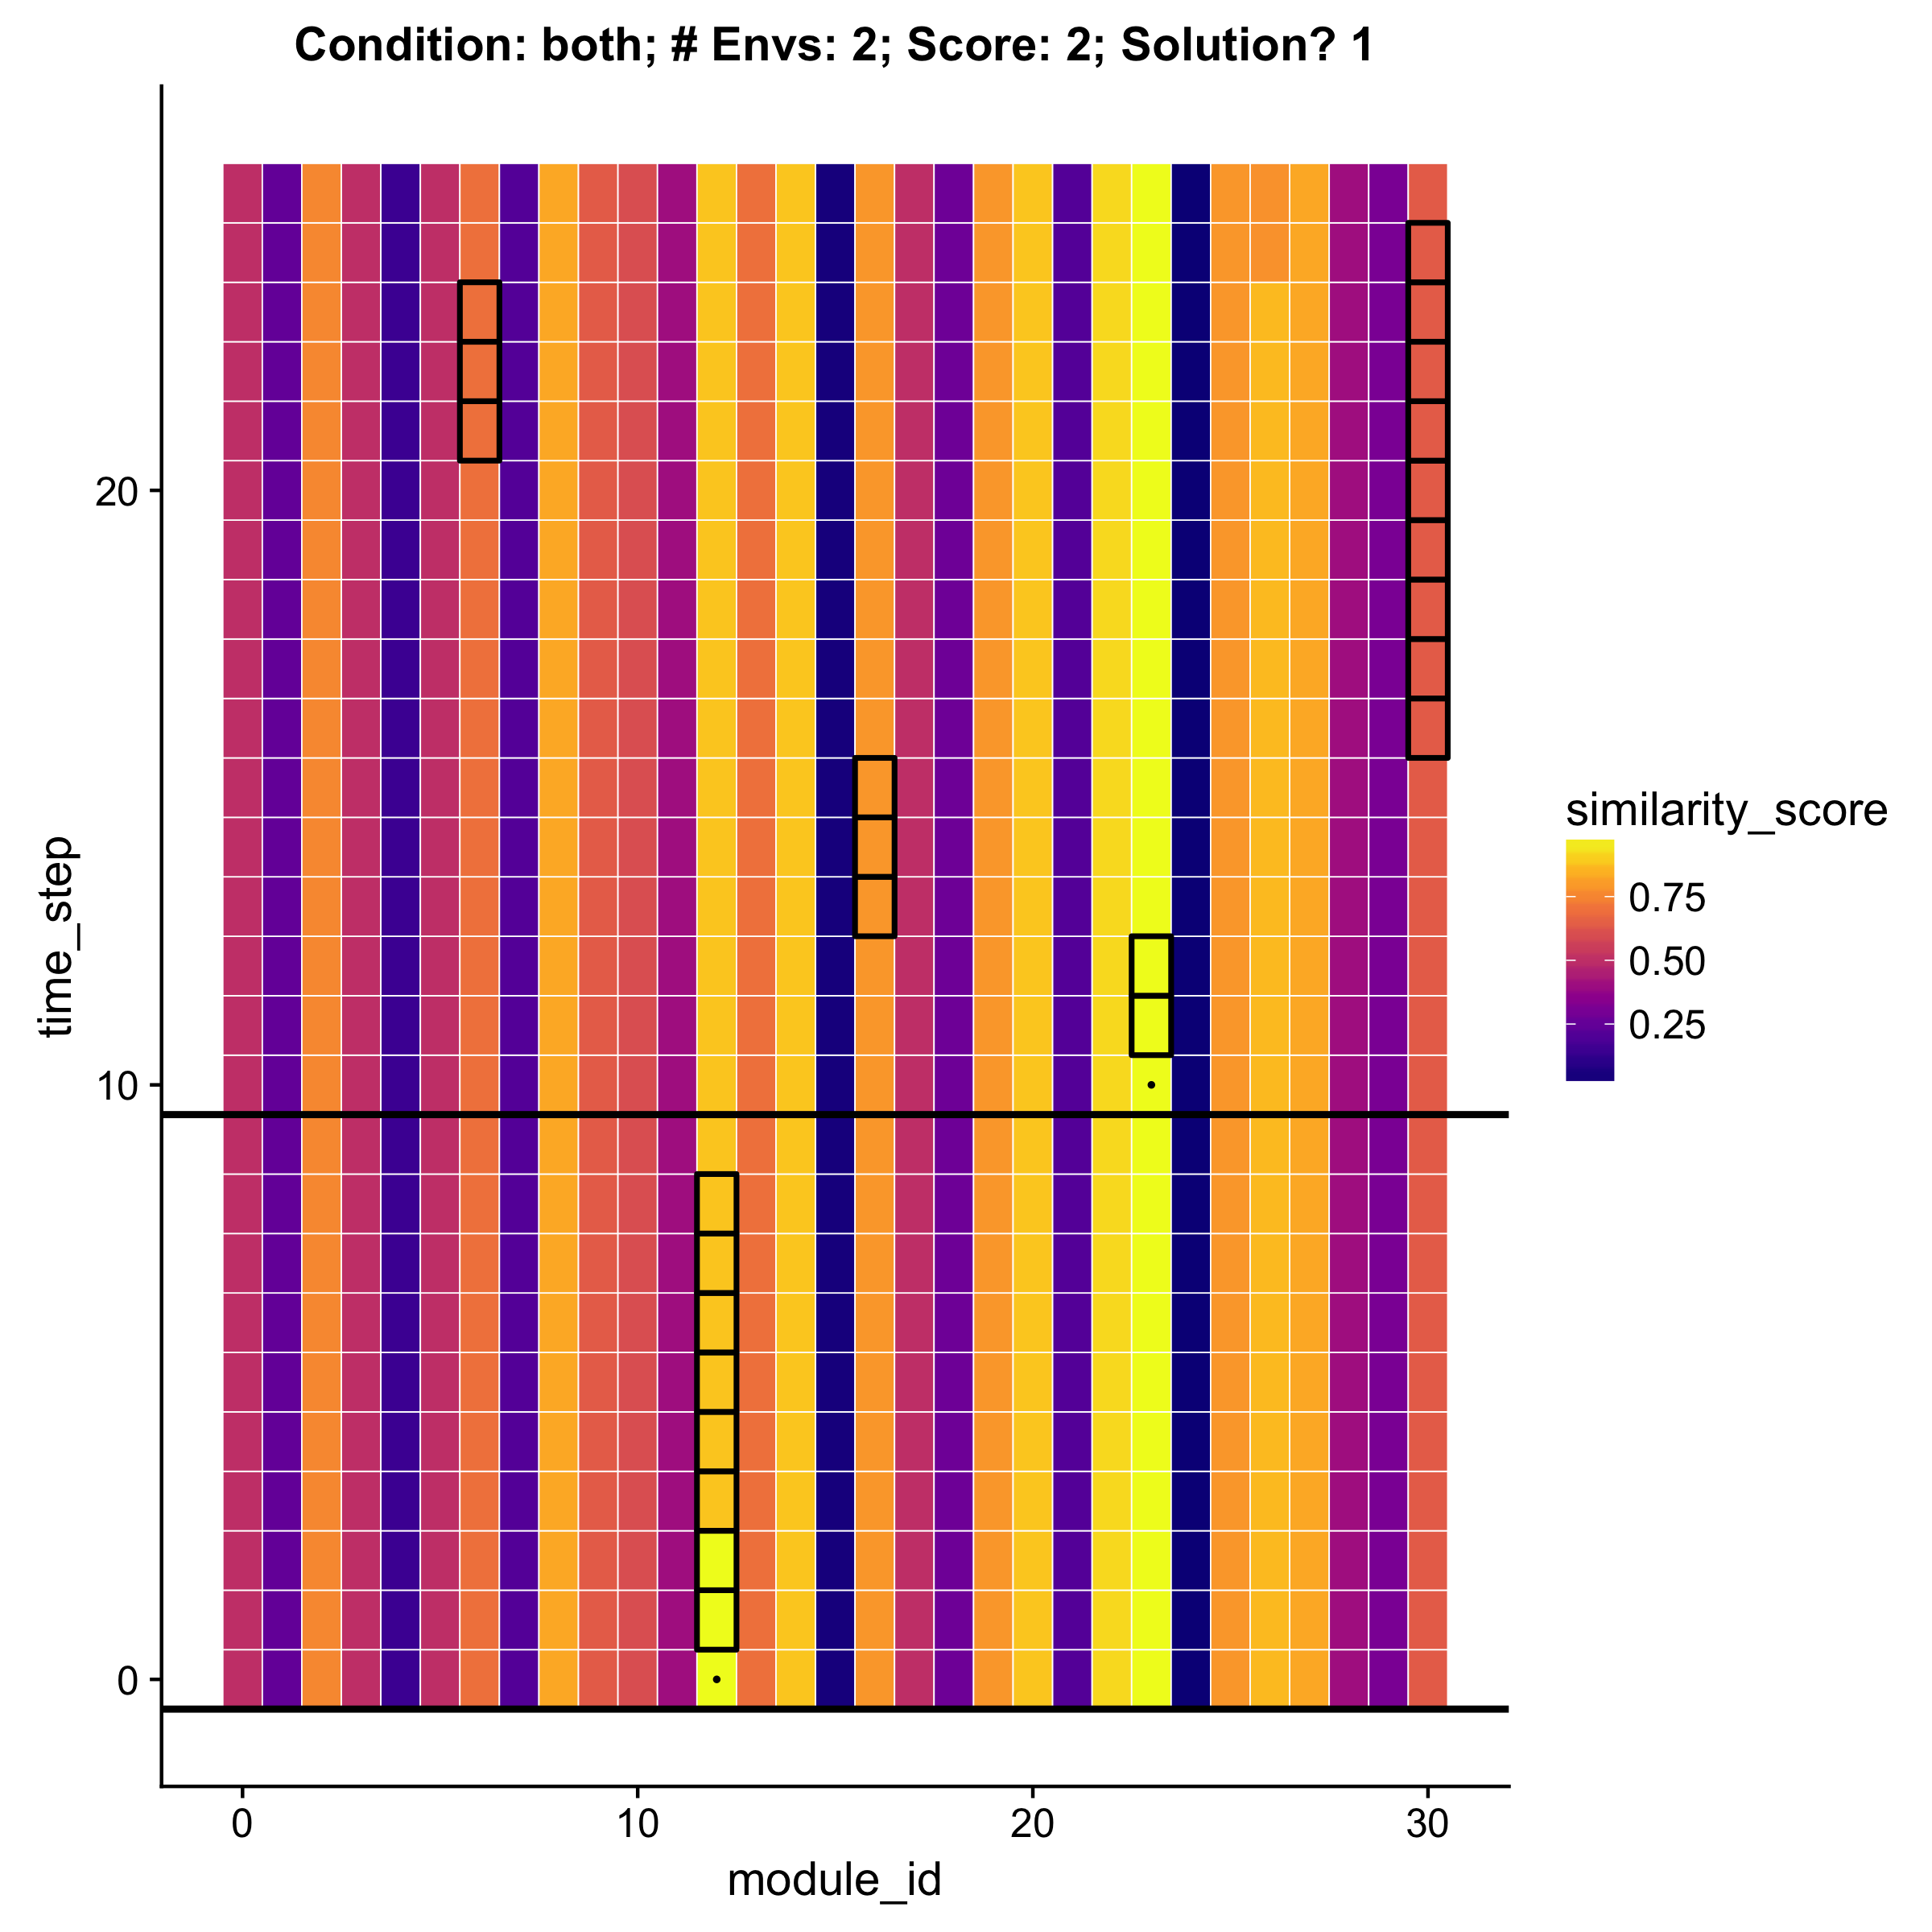 Condition: both; # Envs: 2; Score: 2; Solution? 1
time_step
20
10
0
0 10 20 30
module_id
similarity_score
0.75
0.50
0.25